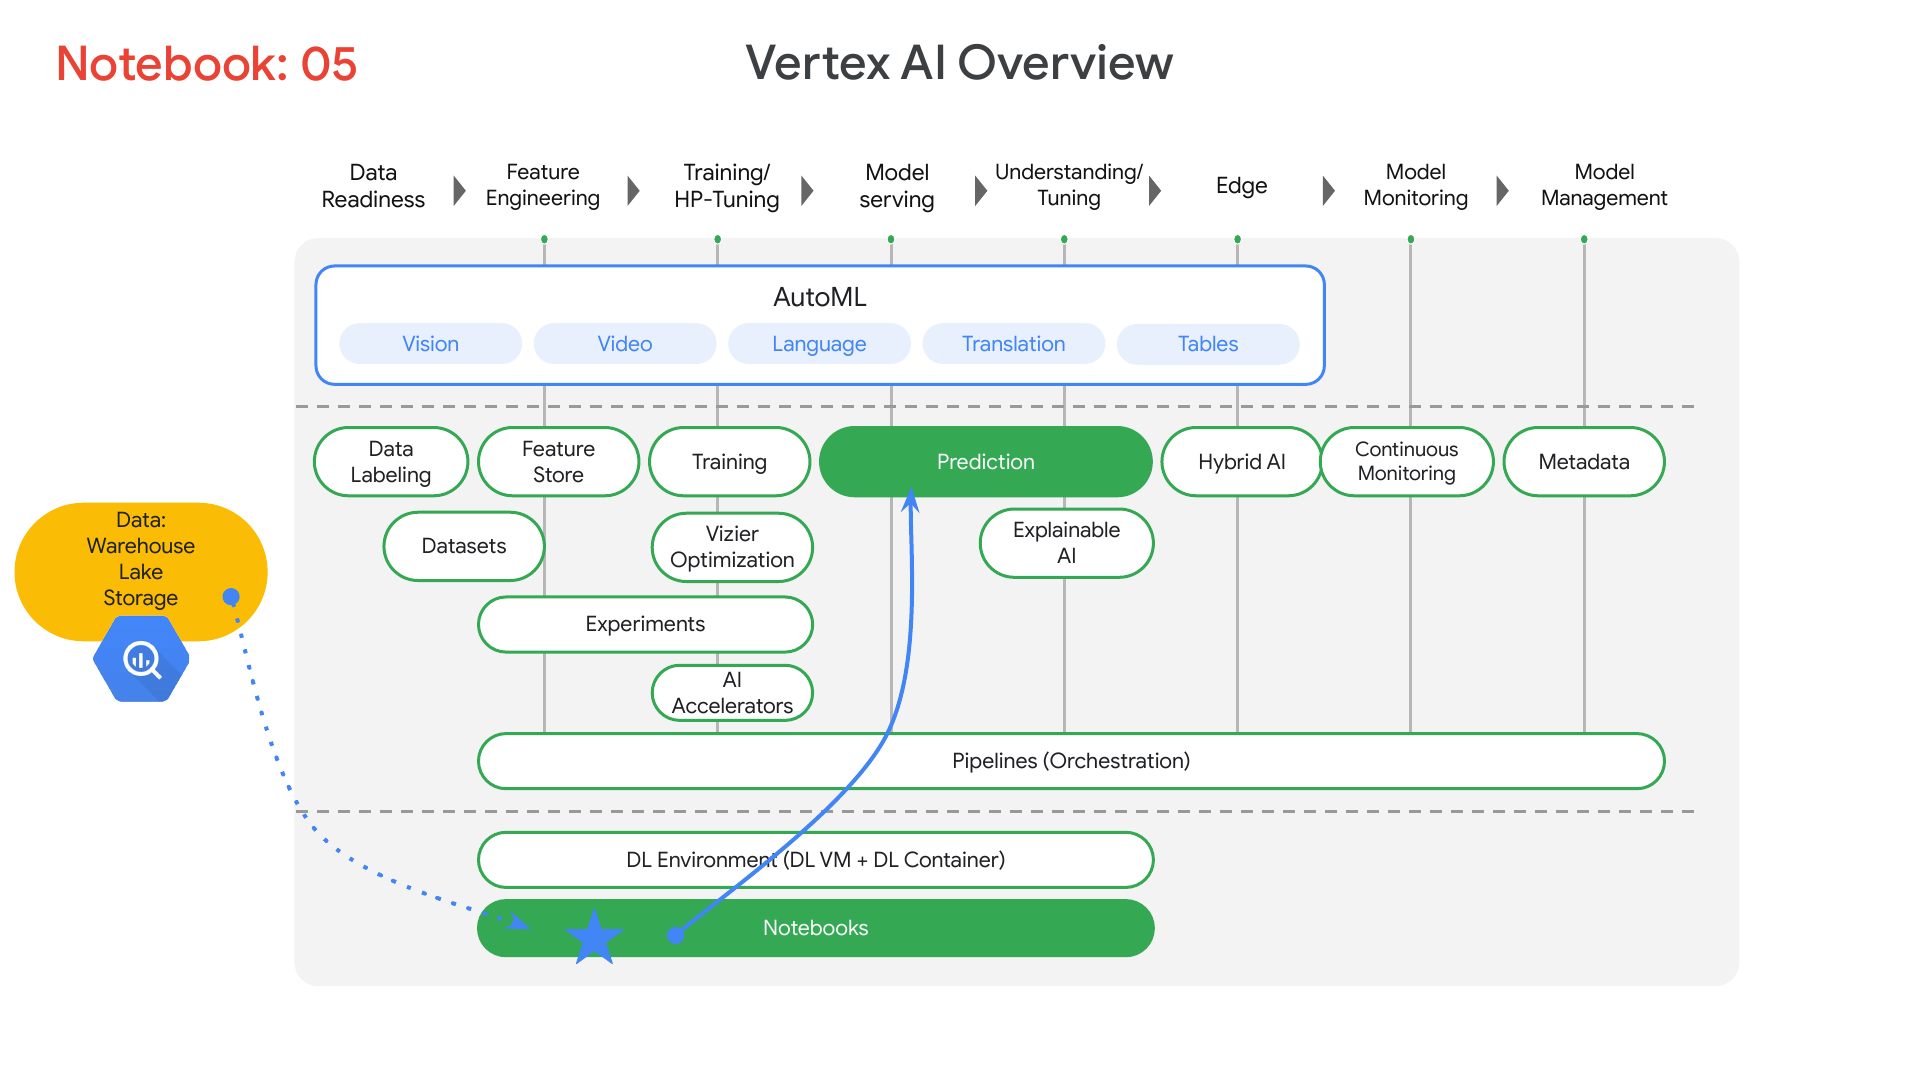 Notebook: 05
Vertex AI Overview
Data
Readiness
Feature
Engineering
Training/
HP-Tuning
Model
serving
Understanding/
Tuning
Edge
Model
Monitoring
Model
Management
AutoML
Vision
Video
Language
Translation
Tables
Data
Labeling
Feature
Store
Training
Prediction
Hybrid AI
Continuous
Monitoring
Metadata
Data:
Warehouse
Lake
Storage
Datasets
Vizier
Optimization
Explainable
AI
Experiments
AI
Accelerators
Pipelines (Orchestration)
DL Environment (DL VM + DL Container)
Notebooks